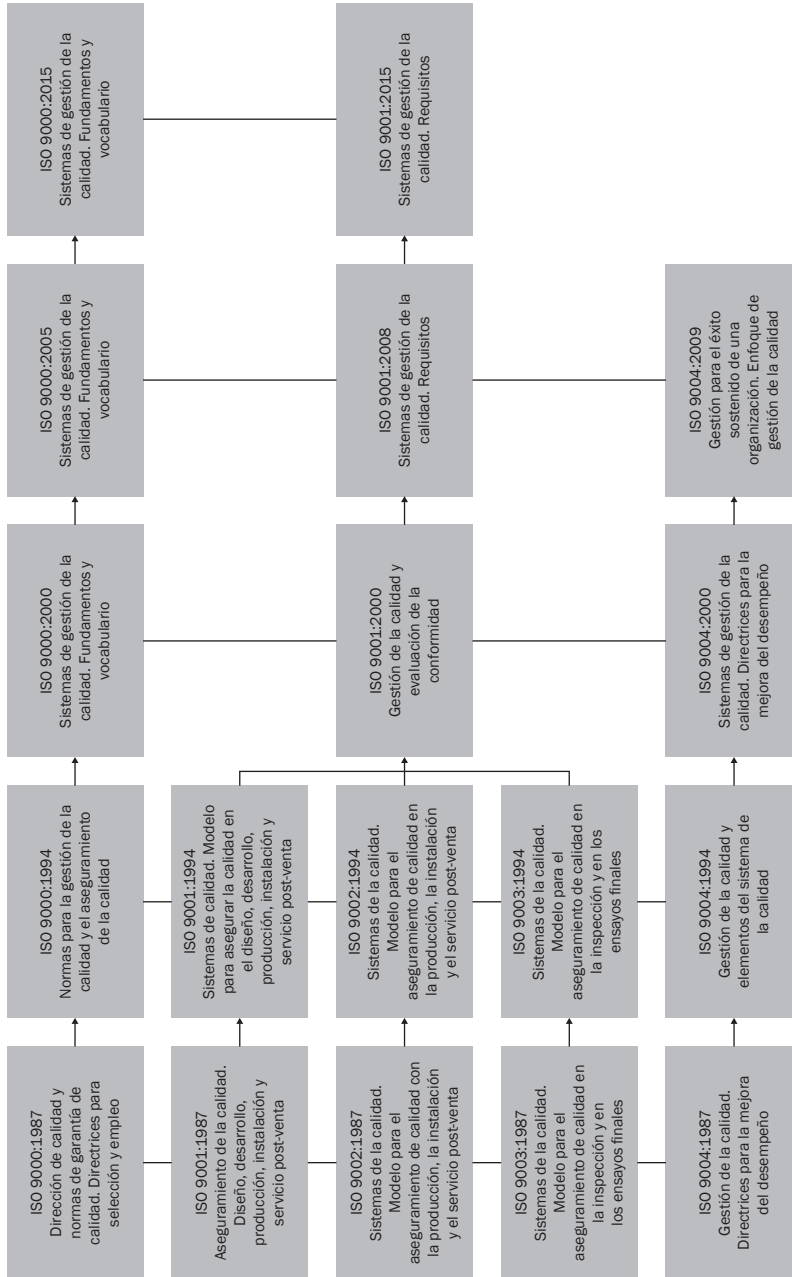 ISO 9000:1987
Dirección de calidad y
normas de garantía de
calidad. Directrices para
selección y empleo
ISO 9000:1994
Normas para la gestión de la
calidad y el aseguramiento
de la calidad
ISO 9000:2000
Sistemas de gestión de la
calidad. Fundamentos y
vocabulario
ISO 9000:2005
Sistemas de gestión de la
calidad. Fundamentos y
vocabulario
ISO 9000:2015
Sistemas de gestión de la
calidad. Fundamentos y
vocabulario
ISO 9001:1987
Aseguramiento de la calidad.
Diseño, desarrollo,
producción, instalación y
servicio post-venta
ISO 9001:1994
Sistemas de calidad. Modelo
para asegurar la calidad en
el diseño, desarrollo,
producción, instalación y
servicio post-venta
ISO 9002:1987
Sistemas de la calidad.
Modelo para el
aseguramiento de calidad con
la producción, la instalación
y el servicio post-venta
ISO 9002:1994
Sistemas de la calidad.
Modelo para el
aseguramiento de calidad en
la producción, la instalación
y el servicio post-venta
ISO 9001:2000
Gestión de la calidad y
evaluación de la
conformidad
ISO 9001:2008
Sistemas de gestión de la
calidad. Requisitos
ISO 9001:2015
Sistemas de gestión de la
calidad. Requisitos
ISO 9003:1987
Sistemas de la calidad.
Modelo para el
aseguramiento de calidad en
la inspección y en
los ensayos finales
ISO 9003:1994
Sistemas de la calidad.
Modelo para el
aseguramiento de calidad en
la inspección y en los
ensayos finales
ISO 9004:1987
Gestión de la calidad.
Directrices para la mejora
del desempeño
ISO 9004:1994
Gestión de la calidad y
elementos del sistema de
la calidad
ISO 9004:2000
Sistemas de gestión de la
calidad. Directrices para la
mejora del desempeño
ISO 9004:2009
Gestión para el éxito
sostenido de una
organización. Enfoque de
gestión de la calidad